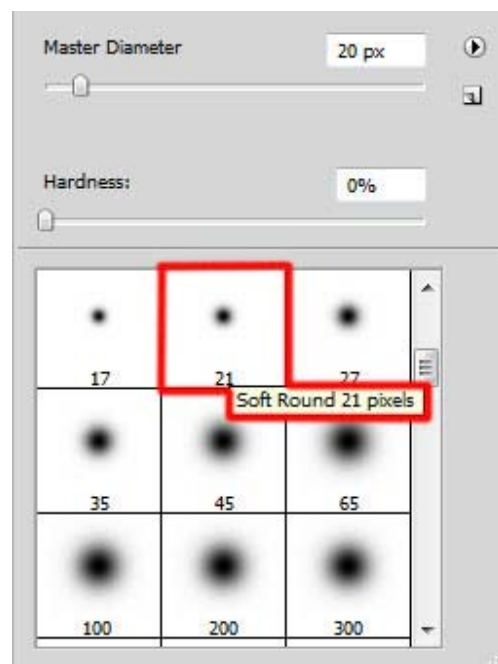 Master Diameter 20 px
Hardness: 0%
17 21 27
Soft Round 21 pixels
35 45 65
100 200 300